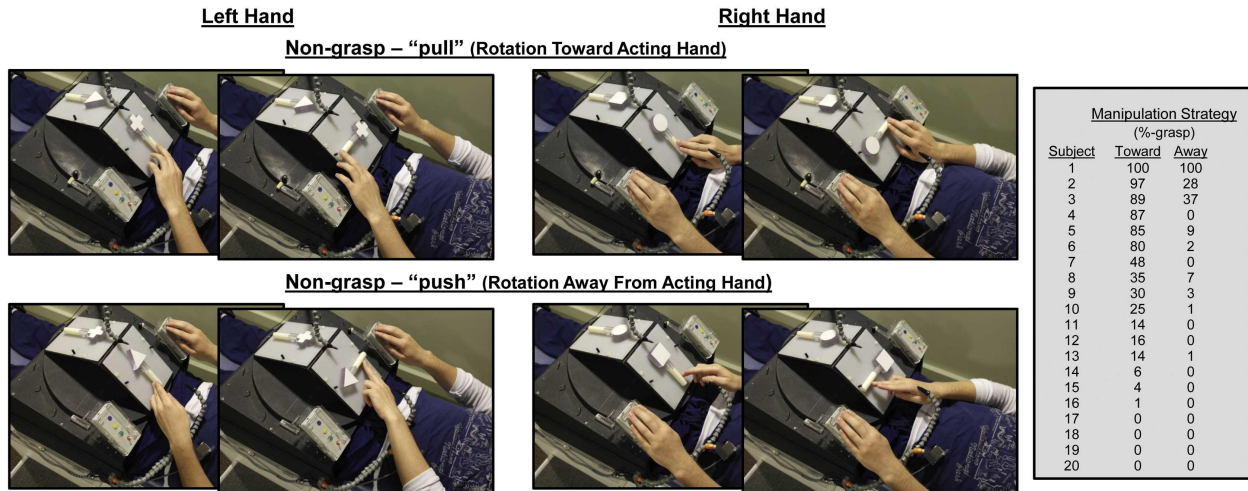 Left Hand
Right Hand
Non-grasp – “pull” (Rotation Toward Acting Hand)
Non-grasp – “push” (Rotation Away From Acting Hand)
Manipulation Strategy
(%-grasp)
Subject Toward Away
1 100 100
2 97 28
3 89 37
4 87 0
5 85 9
6 80 2
7 48 0
8 35 7
9 30 3
10 25 1
11 14 0
12 16 0
13 14 1
14 6 0
15 4 0
16 1 0
17 0 0
18 0 0
19 0 0
20 0 0